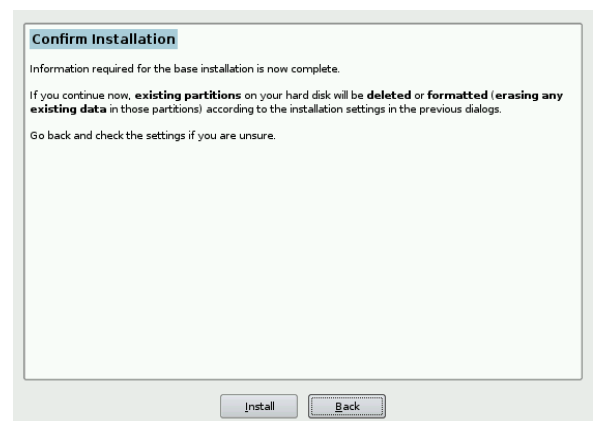 Confirm Installation
Information required for the base installation is now complete.
If you continue now, existing partitions on your hard disk will be deleted or formatted (erasing any
existing data in those partitions) according to the installation settings in the previous dialogs.
Go back and check the settings if you are unsure.
Install Back